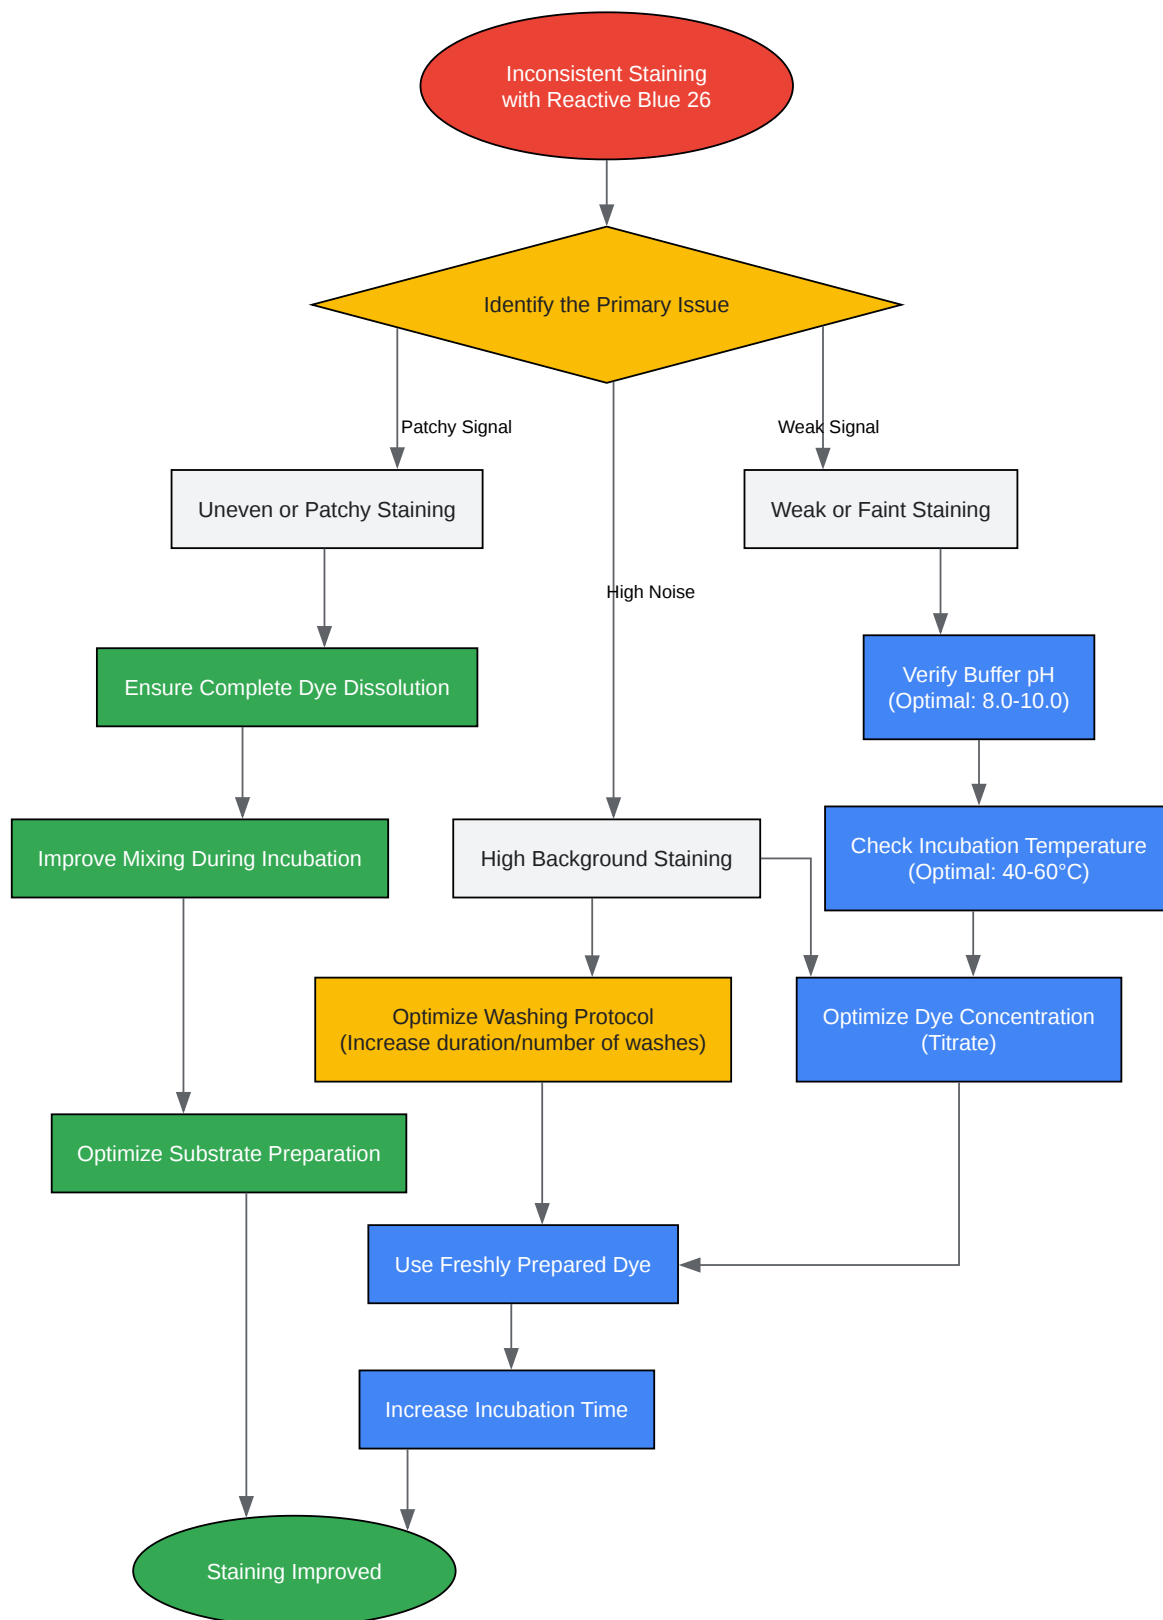 Inconsistent Staining
with Reactive Blue 26
Identify the Primary Issue
Patchy Signal
Weak Signal
Uneven or Patchy Staining
Weak or Faint Staining
High Noise
Ensure Complete Dye Dissolution
Verify Buffer pH
(Optimal: 8.0-10.0)
Improve Mixing During Incubation
High Background Staining
Check Incubation Temperature
(Optimal: 40-60°C)
Optimize Washing Protocol
(Increase duration/number of washes)
Optimize Dye Concentration
(Titrate)
Optimize Substrate Preparation
Use Freshly Prepared Dye
Increase Incubation Time
Staining Improved